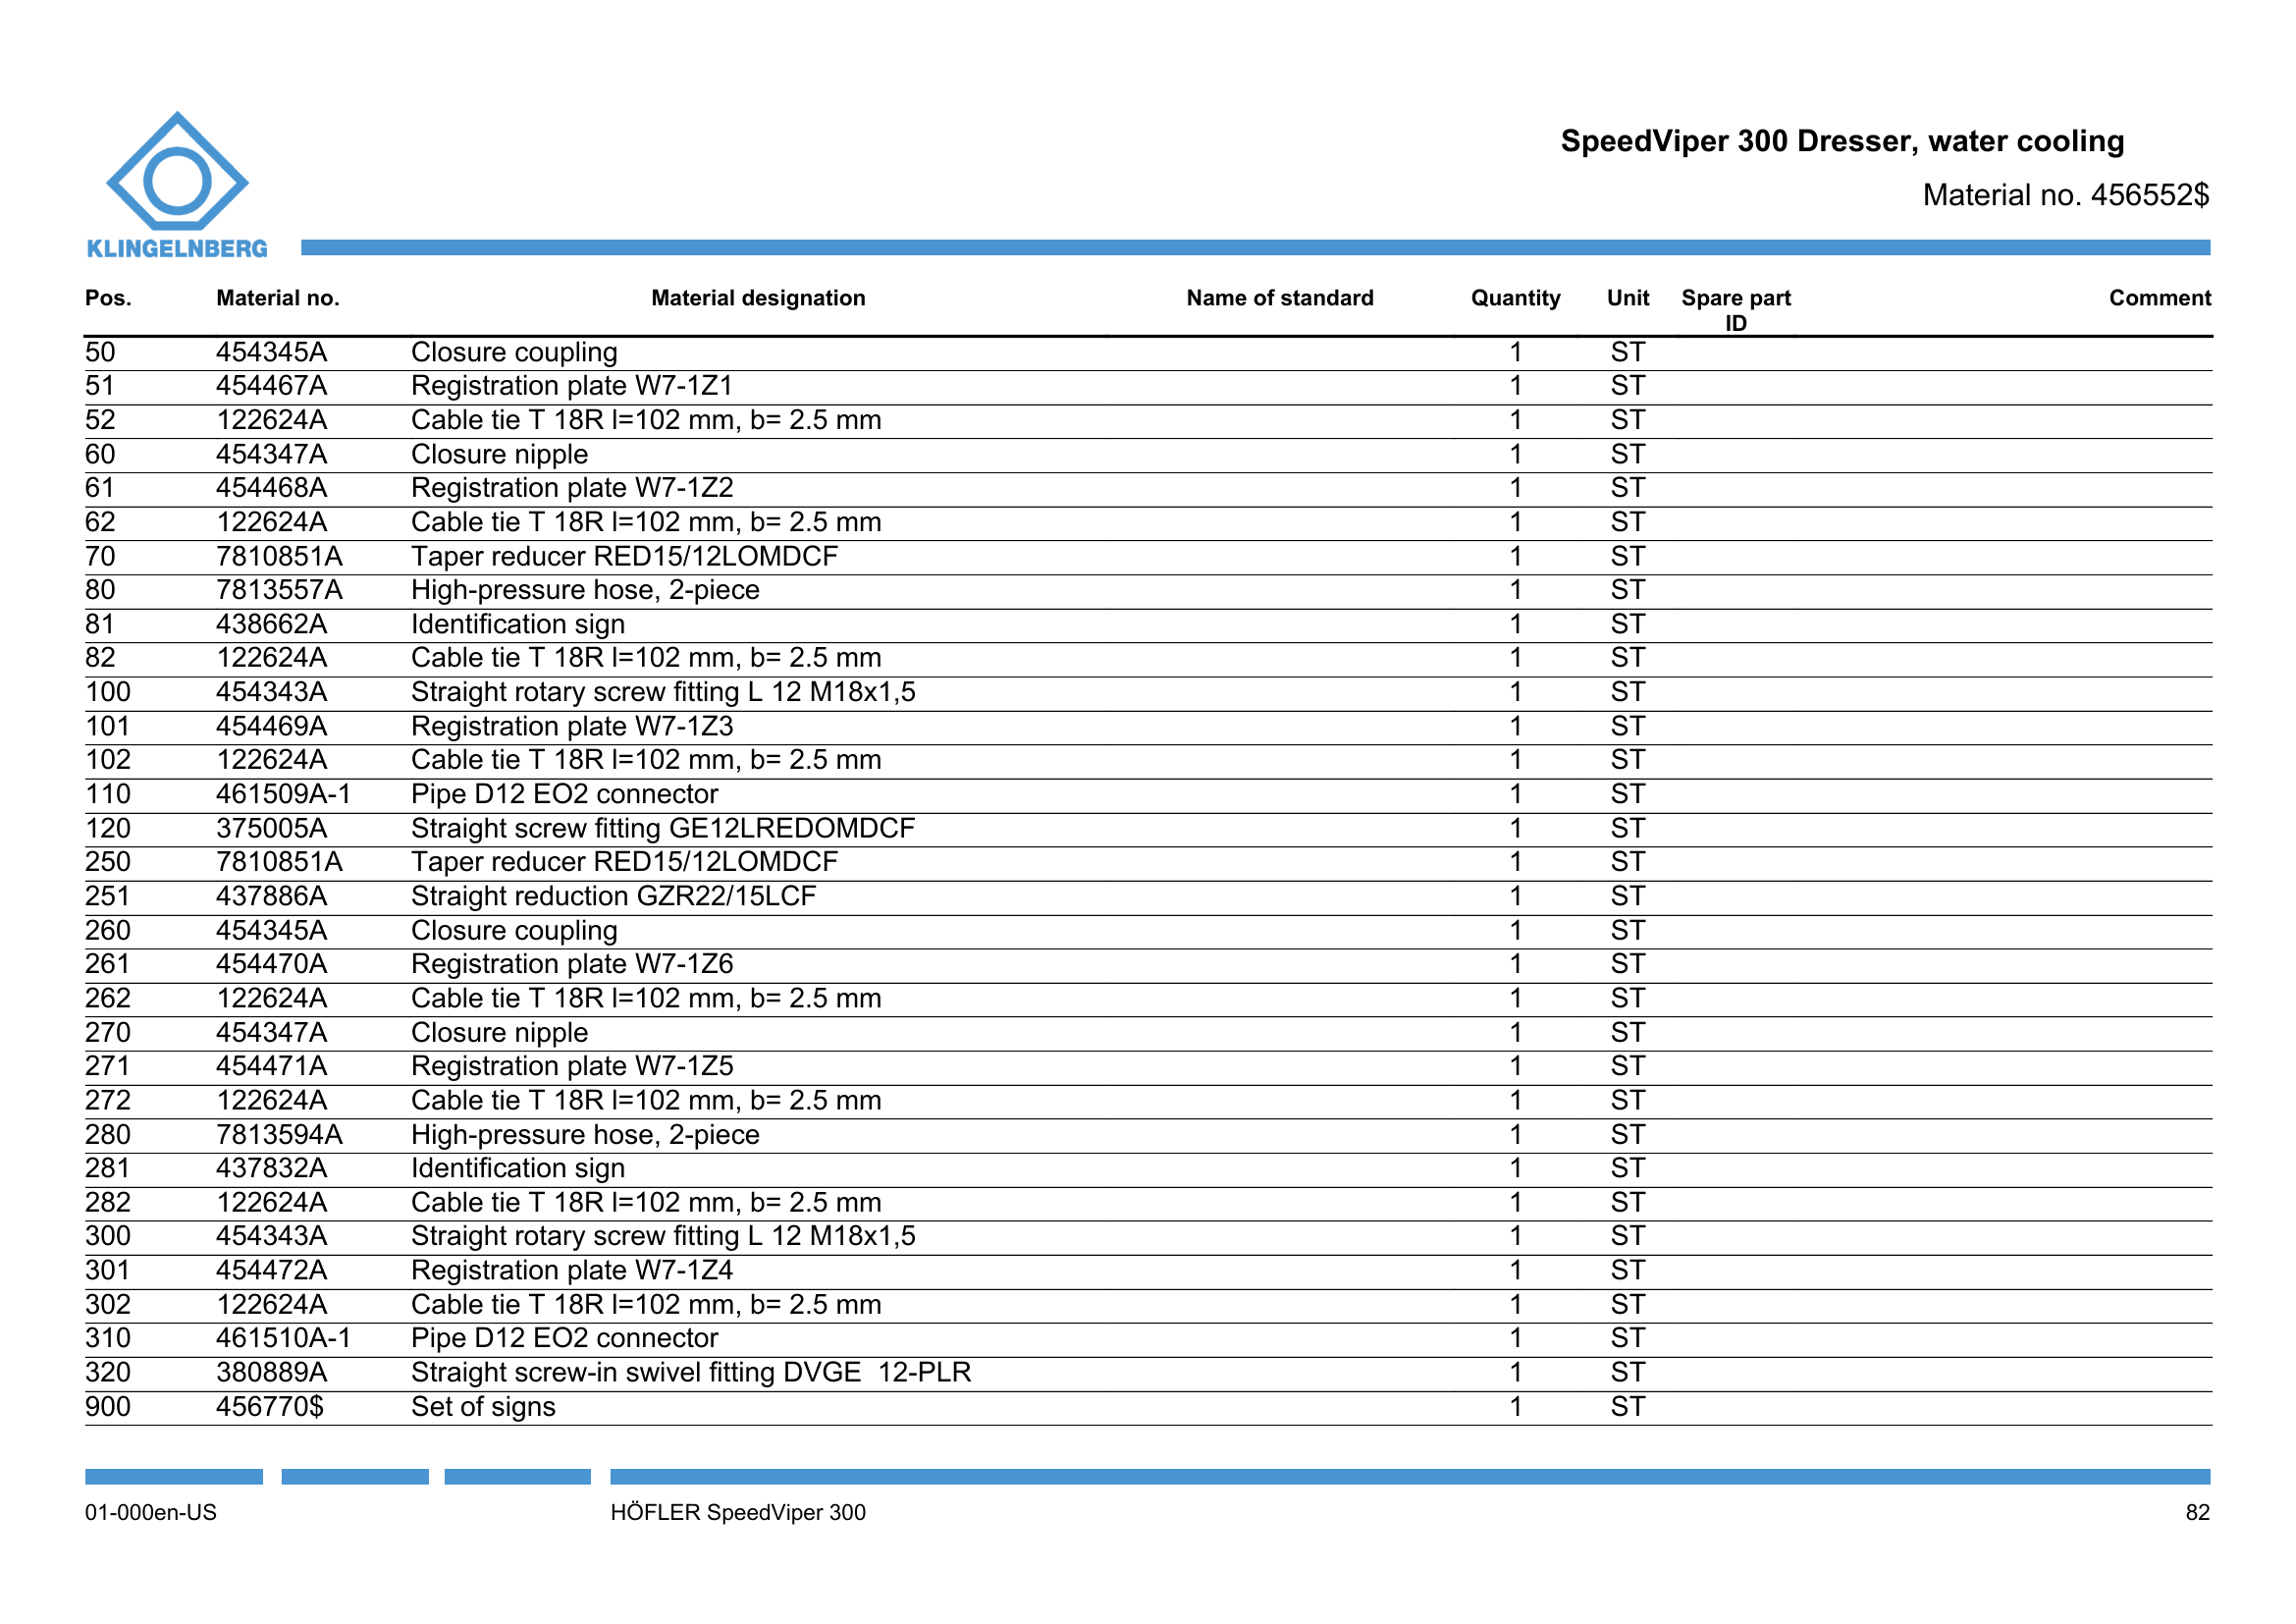 SpeedViper 300 Dresser, water cooling
Material no. 456552$
KLINGELNBERG
Pos. Material no. Material designation Name of standard Quantity Unit Spare part ID Comment
50 454345A Closure coupling 1 ST
51 454467A Registration plate W7-1Z1 1 ST
52 122624A Cable tie T 18R l=102 mm, b= 2.5 mm 1 ST
60 454347A Closure nipple 1 ST
61 454468A Registration plate W7-1Z2 1 ST
62 122624A Cable tie T 18R l=102 mm, b= 2.5 mm 1 ST
70 7810851A Taper reducer RED15/12LOMDCF 1 ST
80 7813557A High-pressure hose, 2-piece 1 ST
81 438662A Identification sign 1 ST
82 122624A Cable tie T 18R l=102 mm, b= 2.5 mm 1 ST
100 454343A Straight rotary screw fitting L 12 M18x1,5 1 ST
101 454469A Registration plate W7-1Z3 1 ST
102 122624A Cable tie T 18R l=102 mm, b= 2.5 mm 1 ST
110 461509A-1 Pipe D12 EO2 connector 1 ST
120 375005A Straight screw fitting GE12LREDOMDCF 1 ST
250 7810851A Taper reducer RED15/12LOMDCF 1 ST
251 437886A Straight reduction GZR22/15LCF 1 ST
260 454345A Closure coupling 1 ST
261 454470A Registration plate W7-1Z6 1 ST
262 122624A Cable tie T 18R l=102 mm, b= 2.5 mm 1 ST
270 454347A Closure nipple 1 ST
271 454471A Registration plate W7-1Z5 1 ST
272 122624A Cable tie T 18R l=102 mm, b= 2.5 mm 1 ST
280 7813594A High-pressure hose, 2-piece 1 ST
281 437832A Identification sign 1 ST
282 122624A Cable tie T 18R l=102 mm, b= 2.5 mm 1 ST
300 454343A Straight rotary screw fitting L 12 M18x1,5 1 ST
301 454472A Registration plate W7-1Z4 1 ST
302 122624A Cable tie T 18R l=102 mm, b= 2.5 mm 1 ST
310 461510A-1 Pipe D12 EO2 connector 1 ST
320 380889A Straight screw-in swivel fitting DVGE  12-PLR 1 ST
900 456770$ Set of signs 1 ST
01-000en-US HÖFLER SpeedViper 300 82